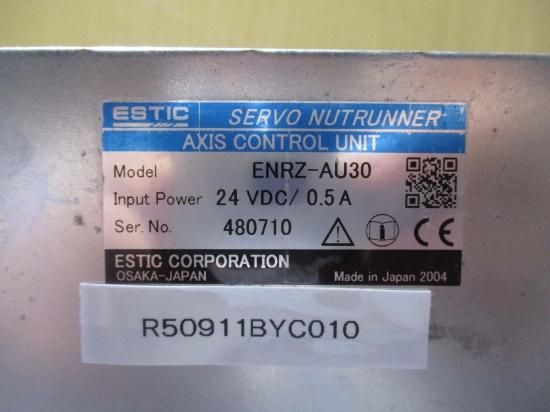 ESTIC SERVO NUTRUNNER
AXIS CONTROL UNIT
Model ENRZ-AU30
Input Power 24 VDC/ 0.5 A
Ser. No. 480710
CE
ESTIC CORPORATION
OSAKA-JAPAN Made in Japan 2004
R50911BYC010